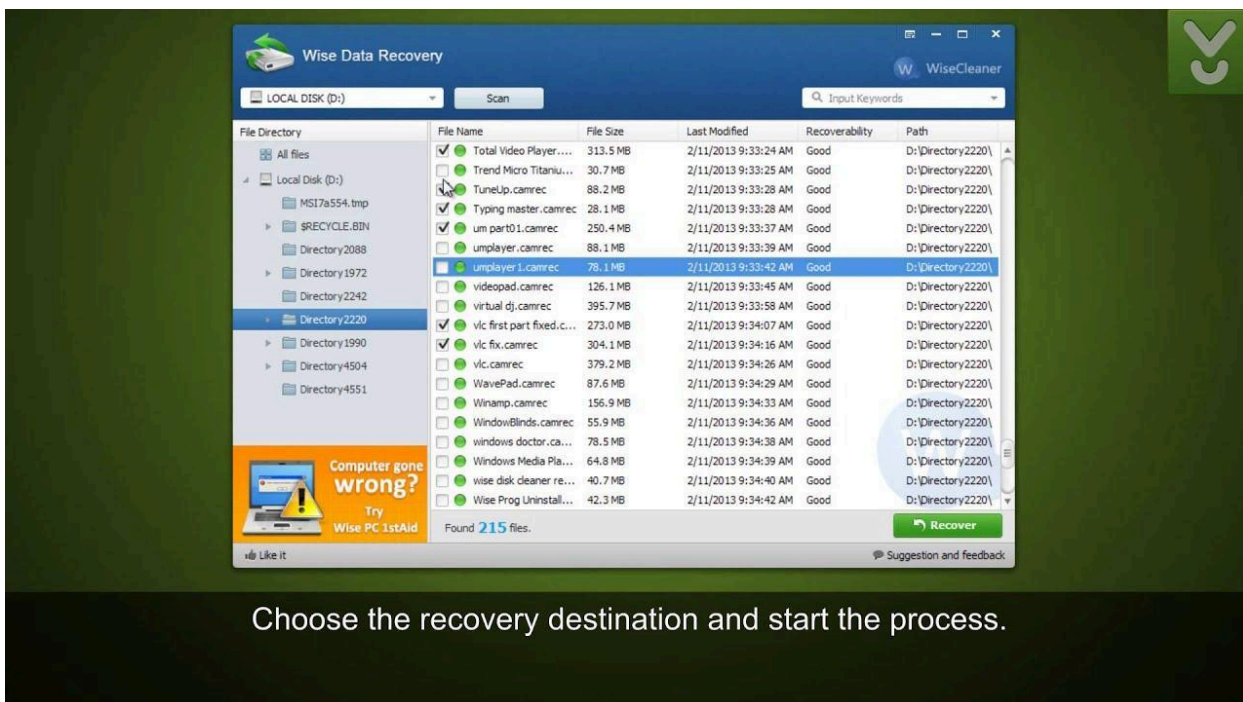 Wise Data Recovery
W WiseCleaner
LOCAL DISK (D:)
Scan
Input Keywords
File Directory
All files
Local Disk (D:)
MSI7a554.tmp
$RECYCLE.BIN
Directory2088
Directory1972
Directory2242
Directory2220
Directory1990
Directory4504
Directory4551
File Name File Size Last Modified Recoverability Path
Total Video Player.... 313.5 MB 2/11/2013 9:33:24 AM Good D:\Directory2220\
Trend Micro Titaniu... 30.7 MB 2/11/2013 9:33:25 AM Good D:\Directory2220\
TuneUp.camrec 88.2 MB 2/11/2013 9:33:28 AM Good D:\Directory2220\
Typing master.camrec 28.1 MB 2/11/2013 9:33:28 AM Good D:\Directory2220\
um part01.camrec 250.4 MB 2/11/2013 9:33:37 AM Good D:\Directory2220\
umplayer.camrec 88.1 MB 2/11/2013 9:33:39 AM Good D:\Directory2220\
umplayer1.camrec 78.1 MB 2/11/2013 9:33:42 AM Good D:\Directory2220\
videopad.camrec 126.1 MB 2/11/2013 9:33:45 AM Good D:\Directory2220\
virtual dj.camrec 395.7 MB 2/11/2013 9:33:58 AM Good D:\Directory2220\
vlc first part fixed.c... 273.0 MB 2/11/2013 9:34:07 AM Good D:\Directory2220\
vlc fix.camrec 304.1 MB 2/11/2013 9:34:16 AM Good D:\Directory2220\
vlc.camrec 379.2 MB 2/11/2013 9:34:26 AM Good D:\Directory2220\
WavePad.camrec 87.6 MB 2/11/2013 9:34:29 AM Good D:\Directory2220\
Winamp.camrec 156.9 MB 2/11/2013 9:34:33 AM Good D:\Directory2220\
WindowBlinds.camrec 55.9 MB 2/11/2013 9:34:36 AM Good D:\Directory2220\
windows doctor.ca... 78.5 MB 2/11/2013 9:34:38 AM Good D:\Directory2220\
Windows Media Pla... 64.8 MB 2/11/2013 9:34:39 AM Good D:\Directory2220\
wise disk cleaner re... 40.7 MB 2/11/2013 9:34:40 AM Good D:\Directory2220\
Wise Prog Uninstall... 42.3 MB 2/11/2013 9:34:42 AM Good D:\Directory2220\
Computer gone
wrong?
Try
Wise PC 1stAid
Found 215 files.
Recover
Like it
Suggestion and feedback
Choose the recovery destination and start the process.